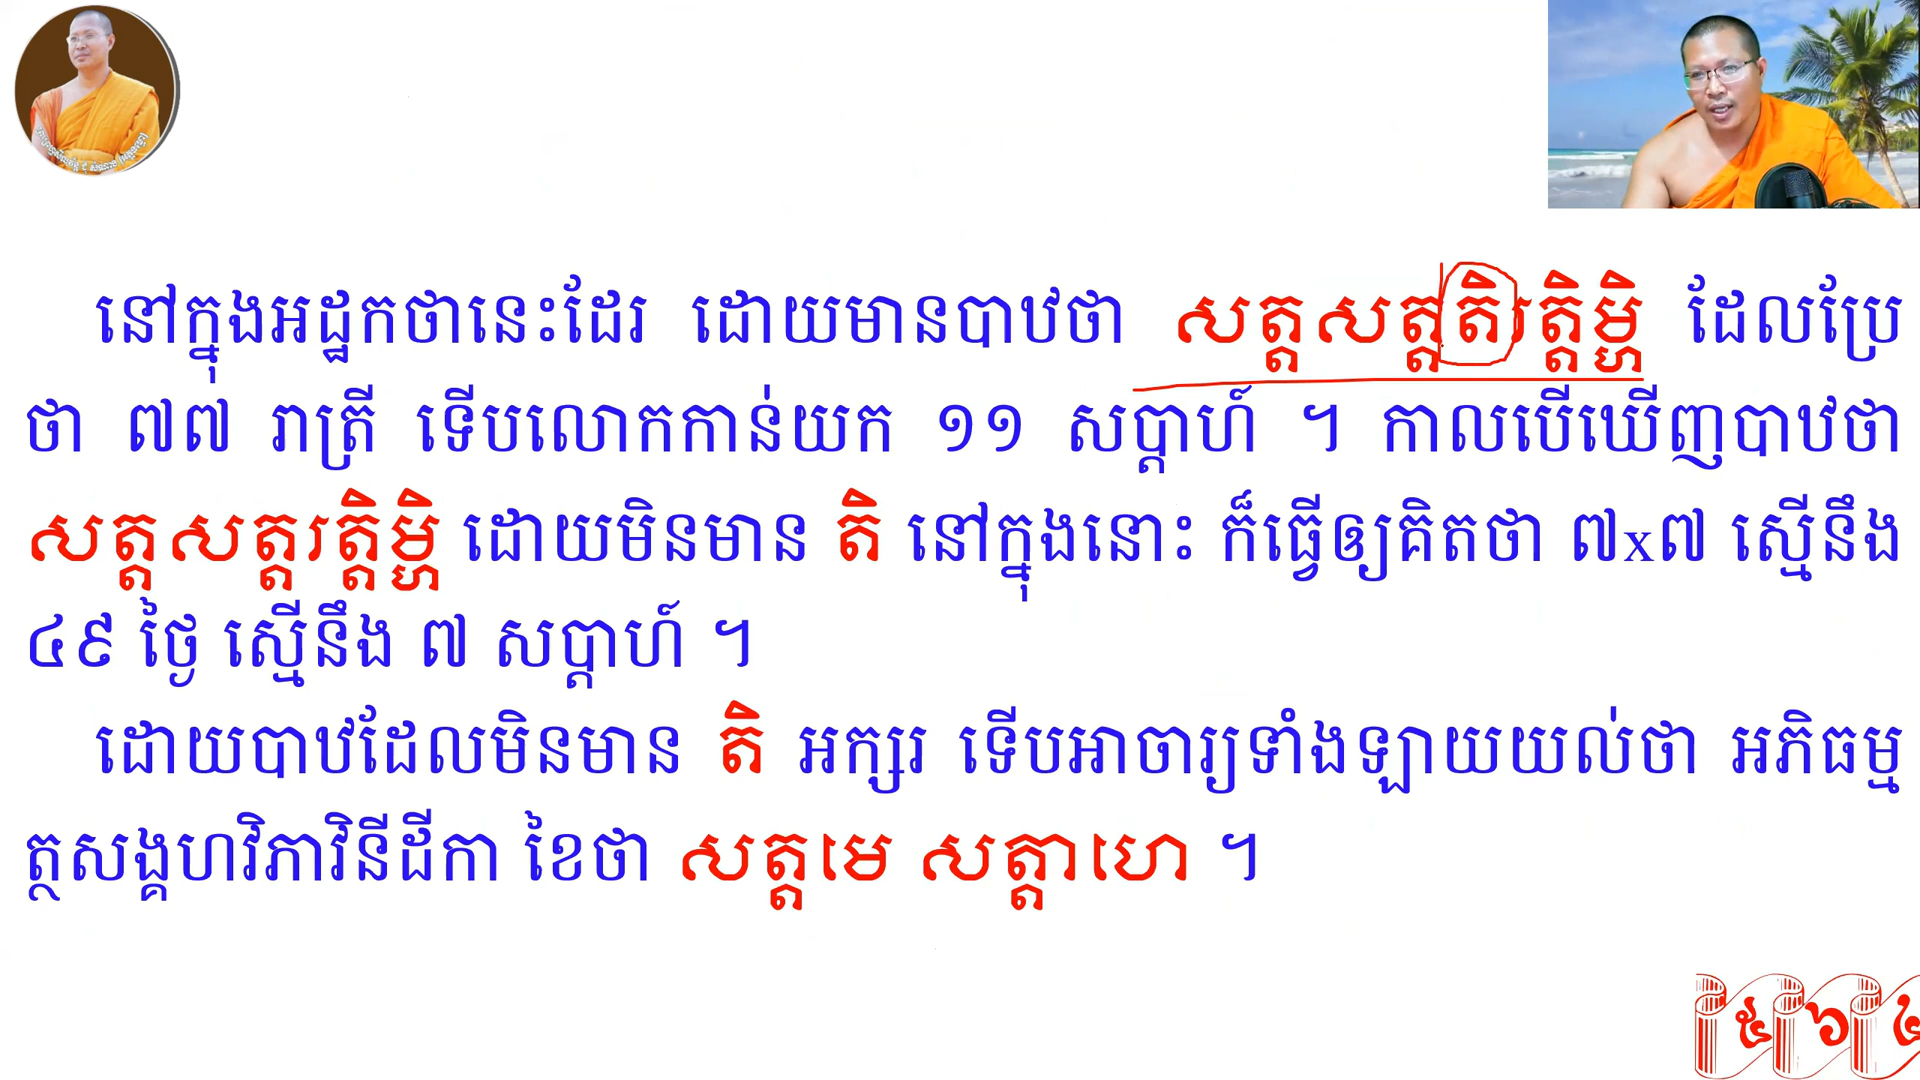 នៅក្នុងអដ្ឋកថានេះដែរ ដោយមានបាឋថា សត្តសត្តតិរត្តិម្ហិ ដែលប្រែ
ថា ៧៧ រាត្រី ទើបលោកកាន់យក ១១ សប្តាហ៍ ។ កាលបើឃើញបាឋថា
សត្តសត្តរត្តិម្ហិ ដោយមិនមាន តិ នៅក្នុងនោះ ក៏ធ្វើឲ្យគិតថា ៧x៧ ស្មើនឹង
៤៩ ថ្ងៃ ស្មើនឹង ៧ សប្តាហ៍ ។
ដោយបាឋដែលមិនមាន តិ អក្សរ ទើបអាចារ្យទាំងឡាយយល់ថា អភិធម្ម
ត្ថសង្គហវិភាវិនីដីកា ខៃថា សត្តមេ សត្តាហេ ។
៥៦៤